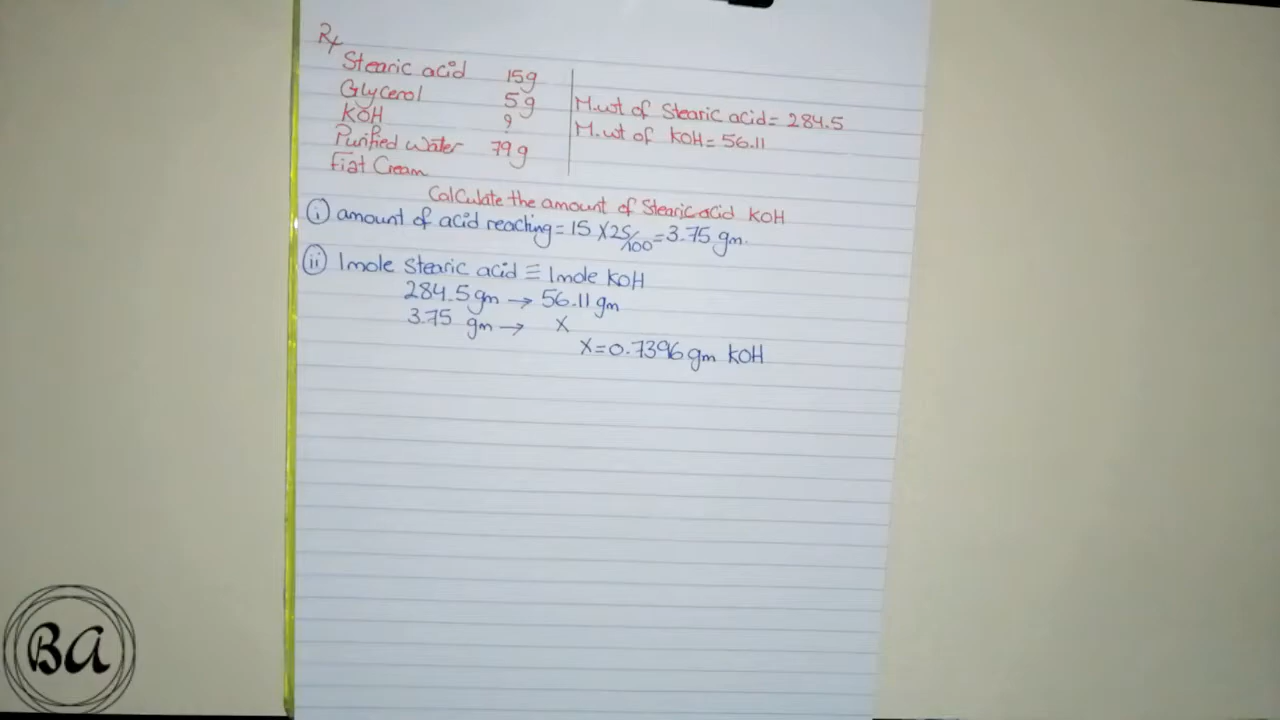 Rx
Stearic acid 15g
Glycerol 5g
KOH ?
Purified water 79g
Fiat Cream
M.wt of Stearic acid= 284.5
M.wt of KOH= 56.11
CalCulate the amount of Stearic acid KOH
(i) amount of acid reaching= 15 X 25/100 = 3.75 gm.
(ii) 1mole Stearic acid ≡ 1mole KOH
284.5 gm → 56.11 gm
3.75 gm → X
X=0.7396 gm KOH
BA